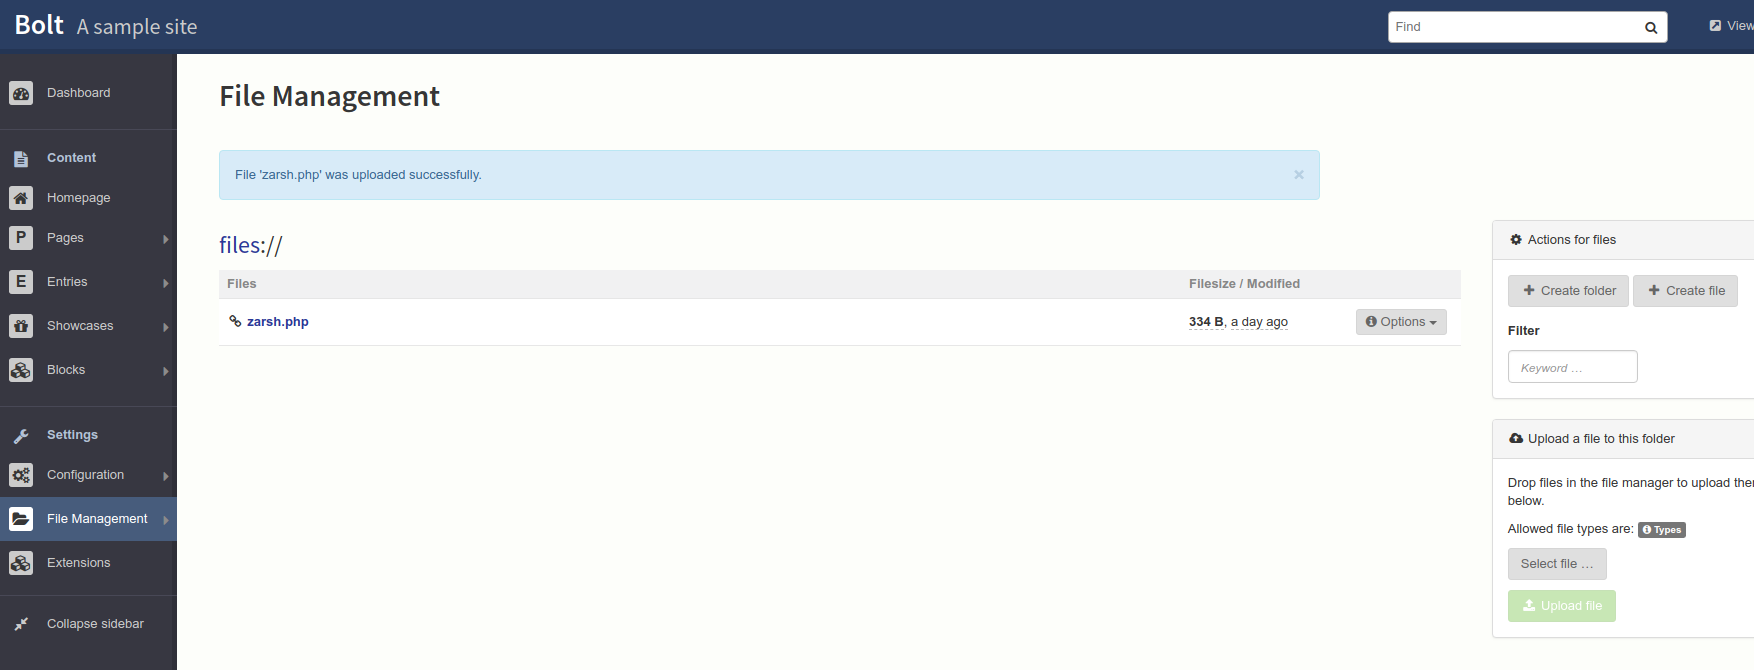 Bolt A sample site
Find
View
Dashboard
Content
Homepage
P Pages
E Entries
Showcases
Blocks
Settings
Configuration
File Management
Extensions
Collapse sidebar
File Management
File 'zarsh.php' was uploaded successfully.
×
files://
Files Filesize / Modified
zarsh.php 334 B, a day ago Options
Actions for files
Create folder Create file
Filter
Keyword …
Upload a file to this folder
Drop files in the file manager to upload
below.
Allowed file types are: Types
Select file …
Upload file